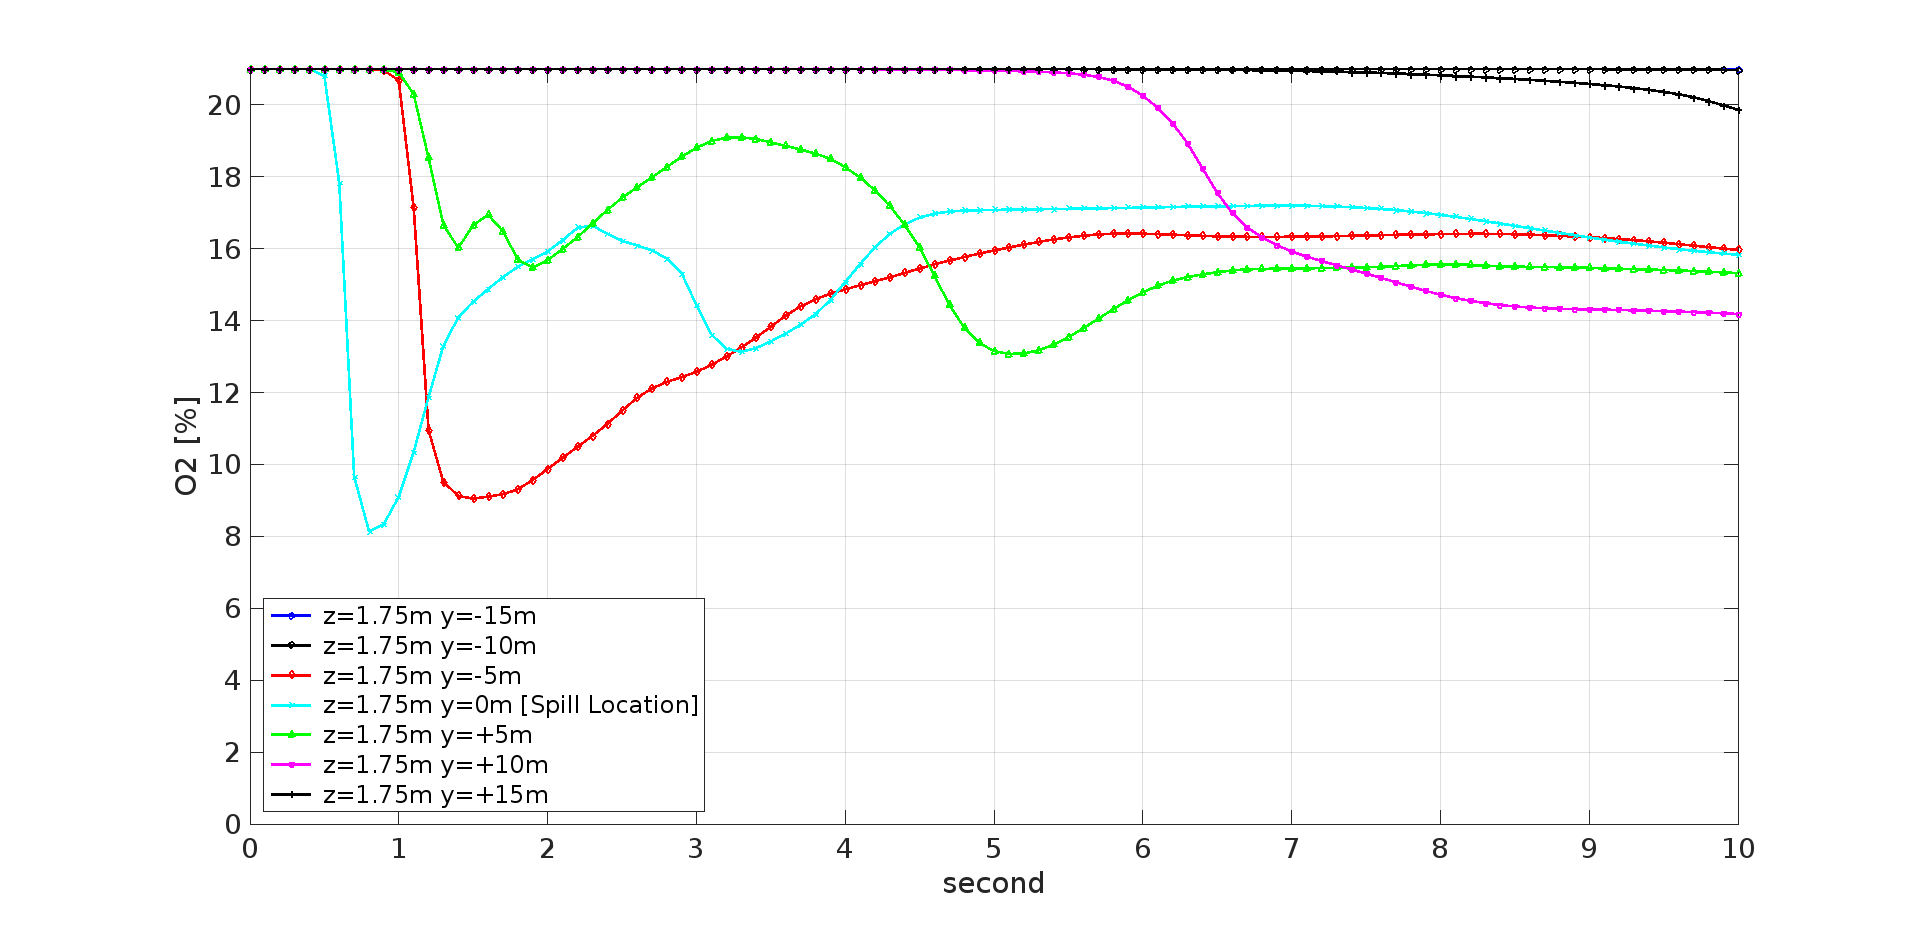 20
18
16
14
12
10
8
6
4
2
0
O2 [%]
z=1.75m y=-15m
z=1.75m y=-10m
z=1.75m y=-5m
z=1.75m y=0m [Spill Location]
z=1.75m y=+5m
z=1.75m y=+10m
z=1.75m y=+15m
0 1 2 3 4 5 6 7 8 9 10
second